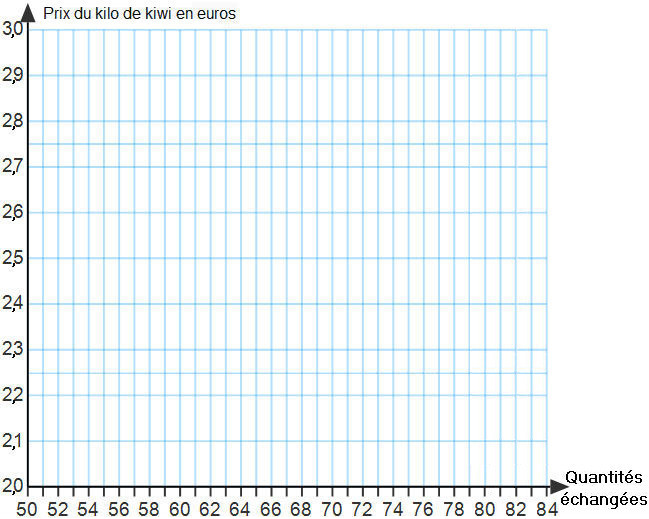 Prix du kilo de kiwi en euros
3,0
2,9
2,8
2,7
2,6
2,5
2,4
2,3
2,2
2,1
2,0
50 52 54 56 58 60 62 64 66 68 70 72 74 76 78 80 82 84
Quantités
échangées